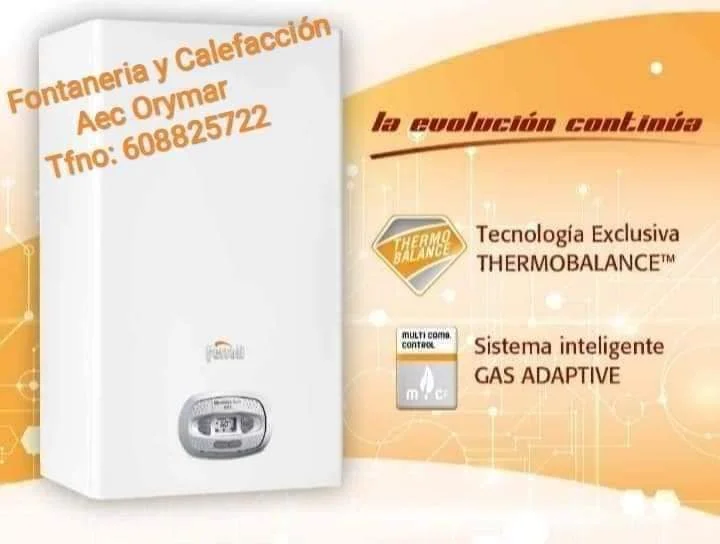 Fontaneria y Calefacción
Aec Orymar
Tfno: 608825722
la evolución continúa
THERMO
BALANCE
Tecnología Exclusiva
THERMOBALANCE™
MULTI COMB.
CONTROL
Sistema inteligente
GAS ADAPTIVE
ferroli